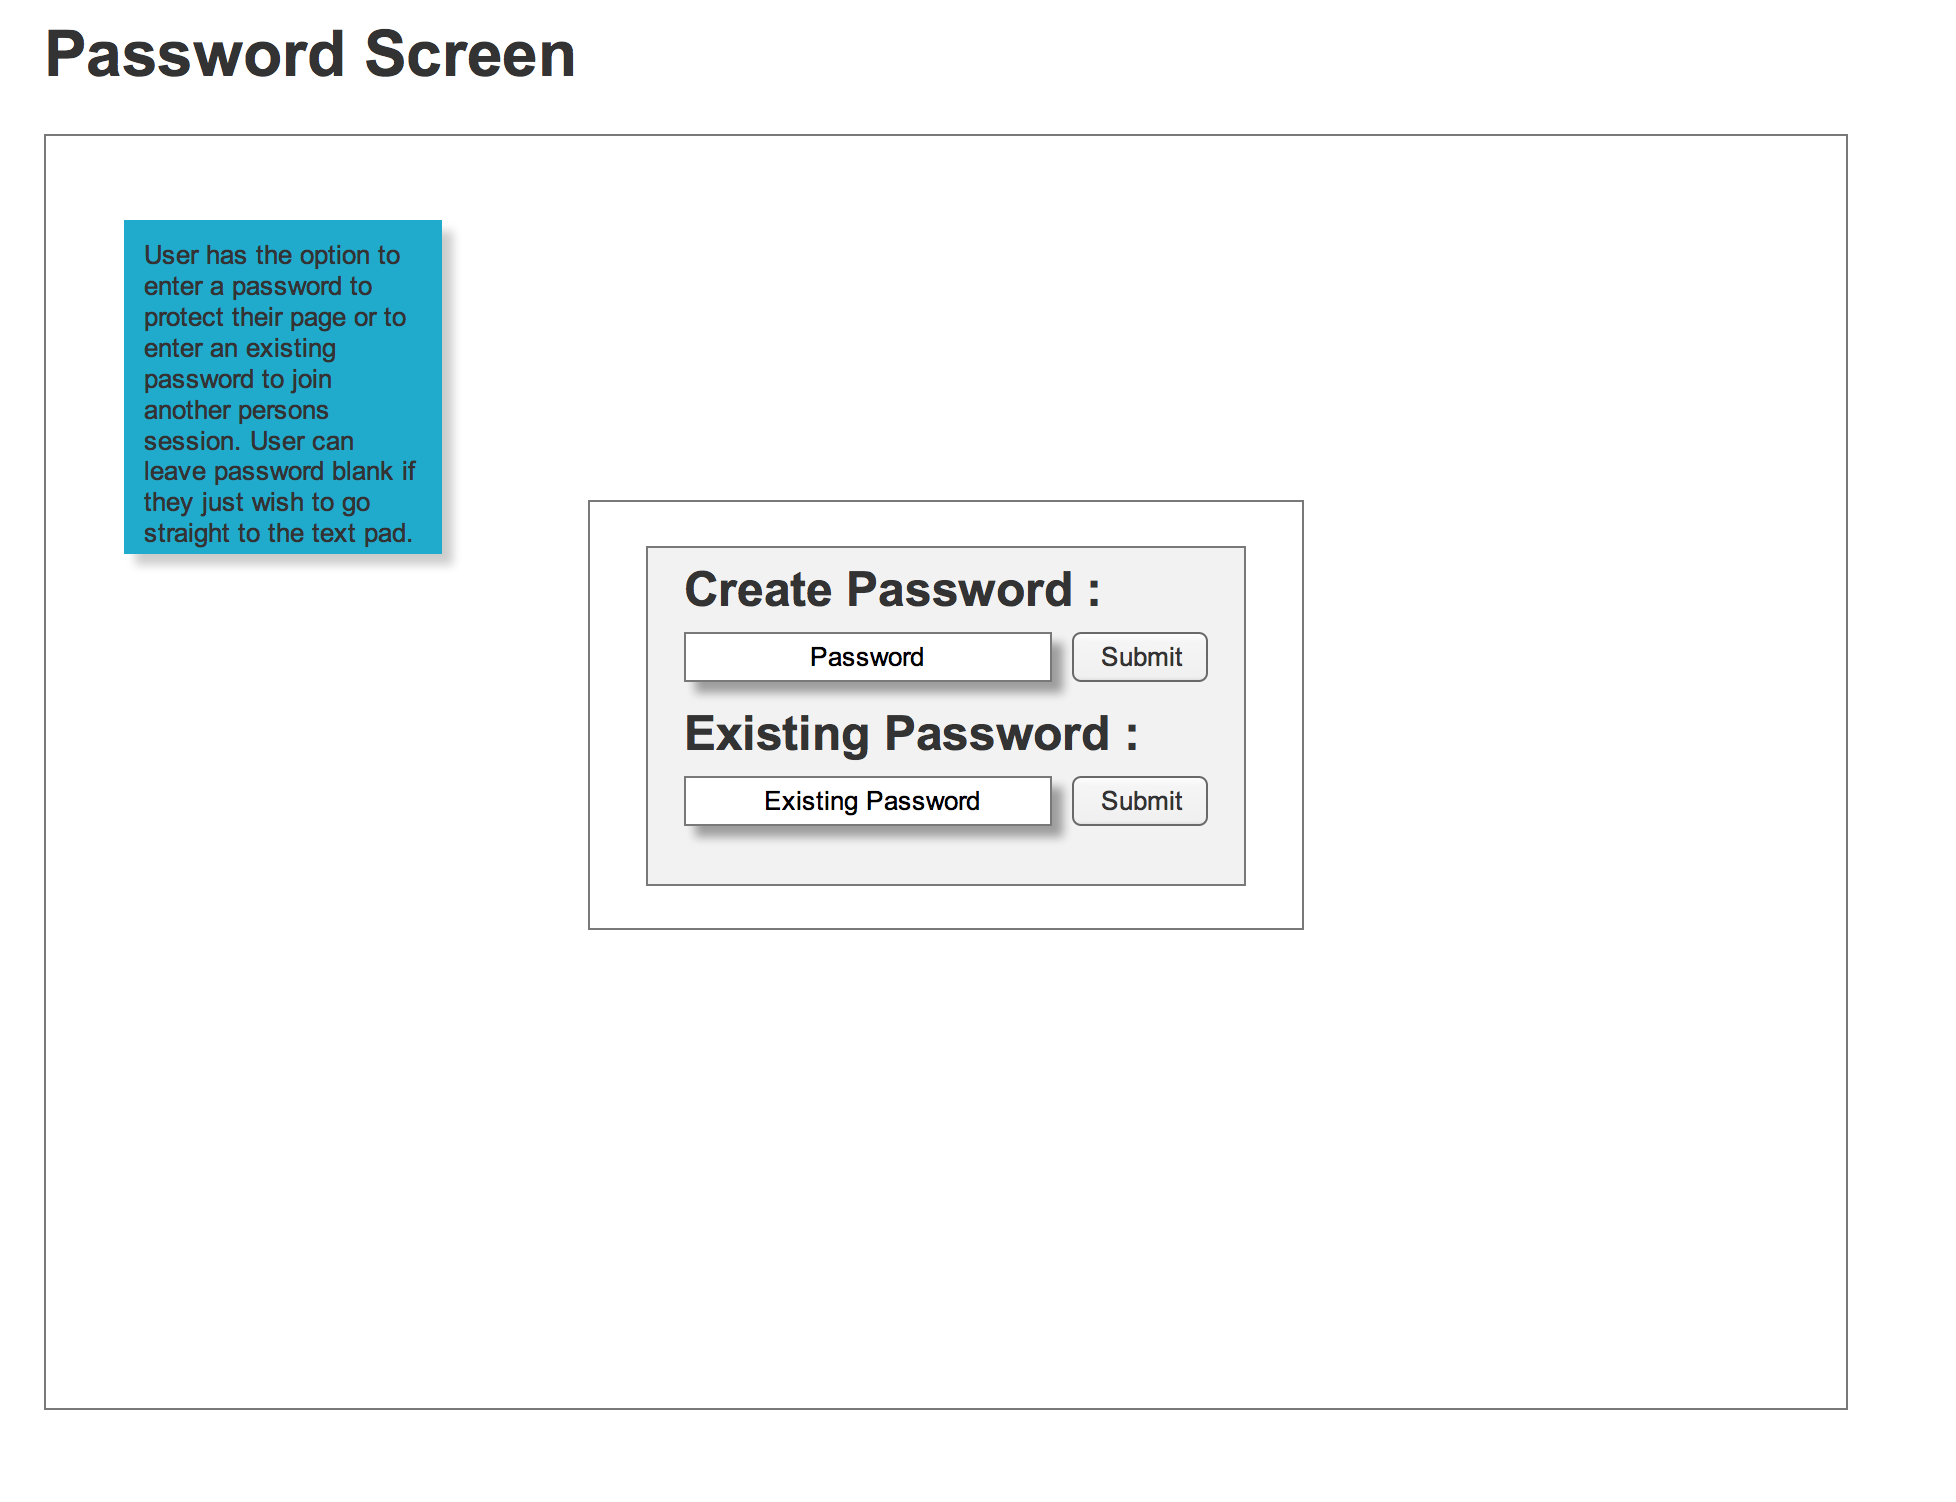 Password Screen
User has the option to
enter a password to
protect their page or to
enter an existing
password to join
another persons
session. User can
leave password blank if
they just wish to go
straight to the text pad.
Create Password :
Password Submit
Existing Password :
Existing Password Submit